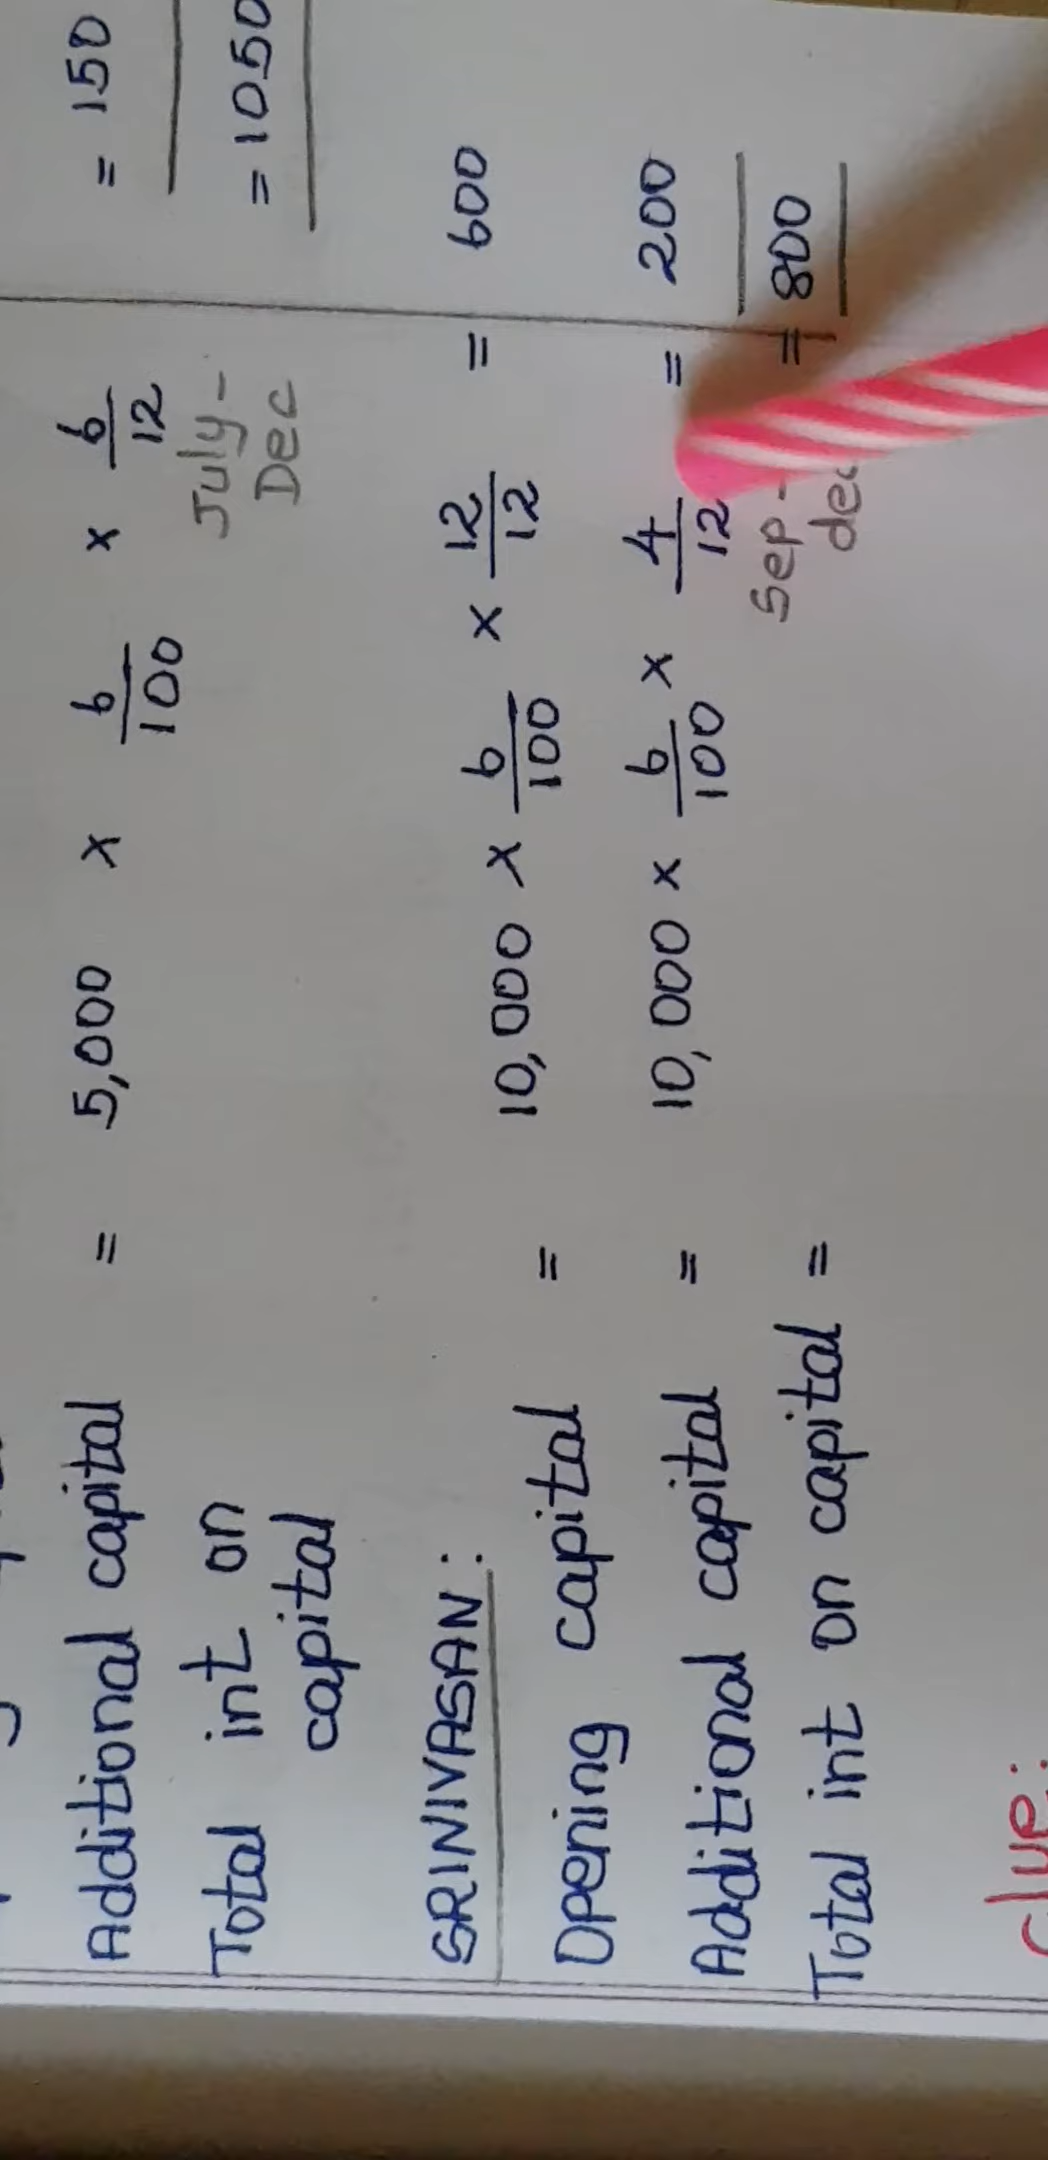 Additional capital = 5,000 x 6/100 x 6/12 = 150
July - Dec
Total int on capital = 1050
SRINIVASAN :
Opening capital = 10,000 x 6/100 x 12/12 = 600
Additional capital = 10,000 x 6/100 x 4/12 = 200
Sep - dec
Total int on capital = = 800
clue :